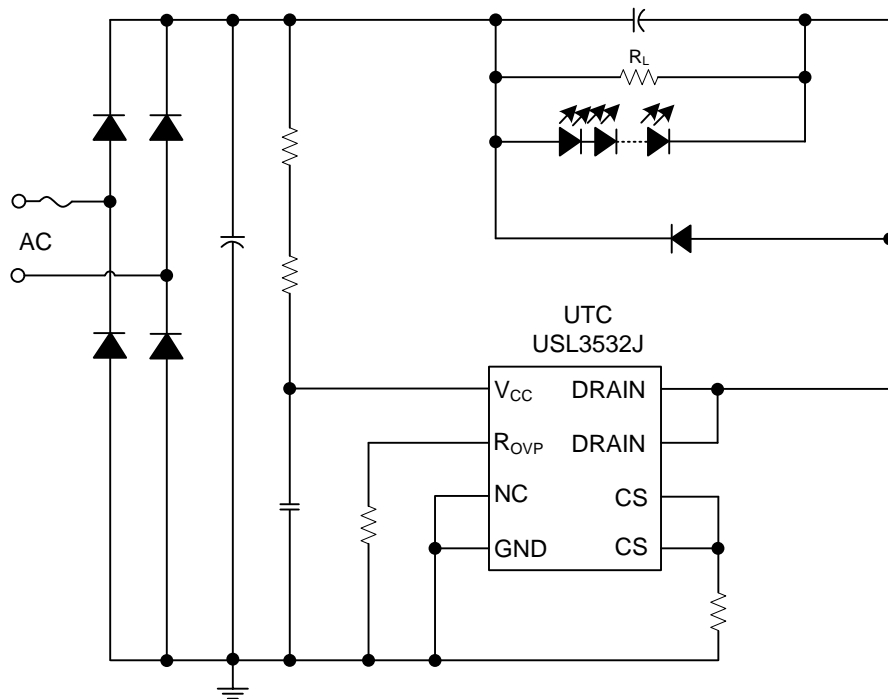 R_L
AC
UTC
USL3532J
V_CC DRAIN
R_OVP DRAIN
NC CS
GND CS